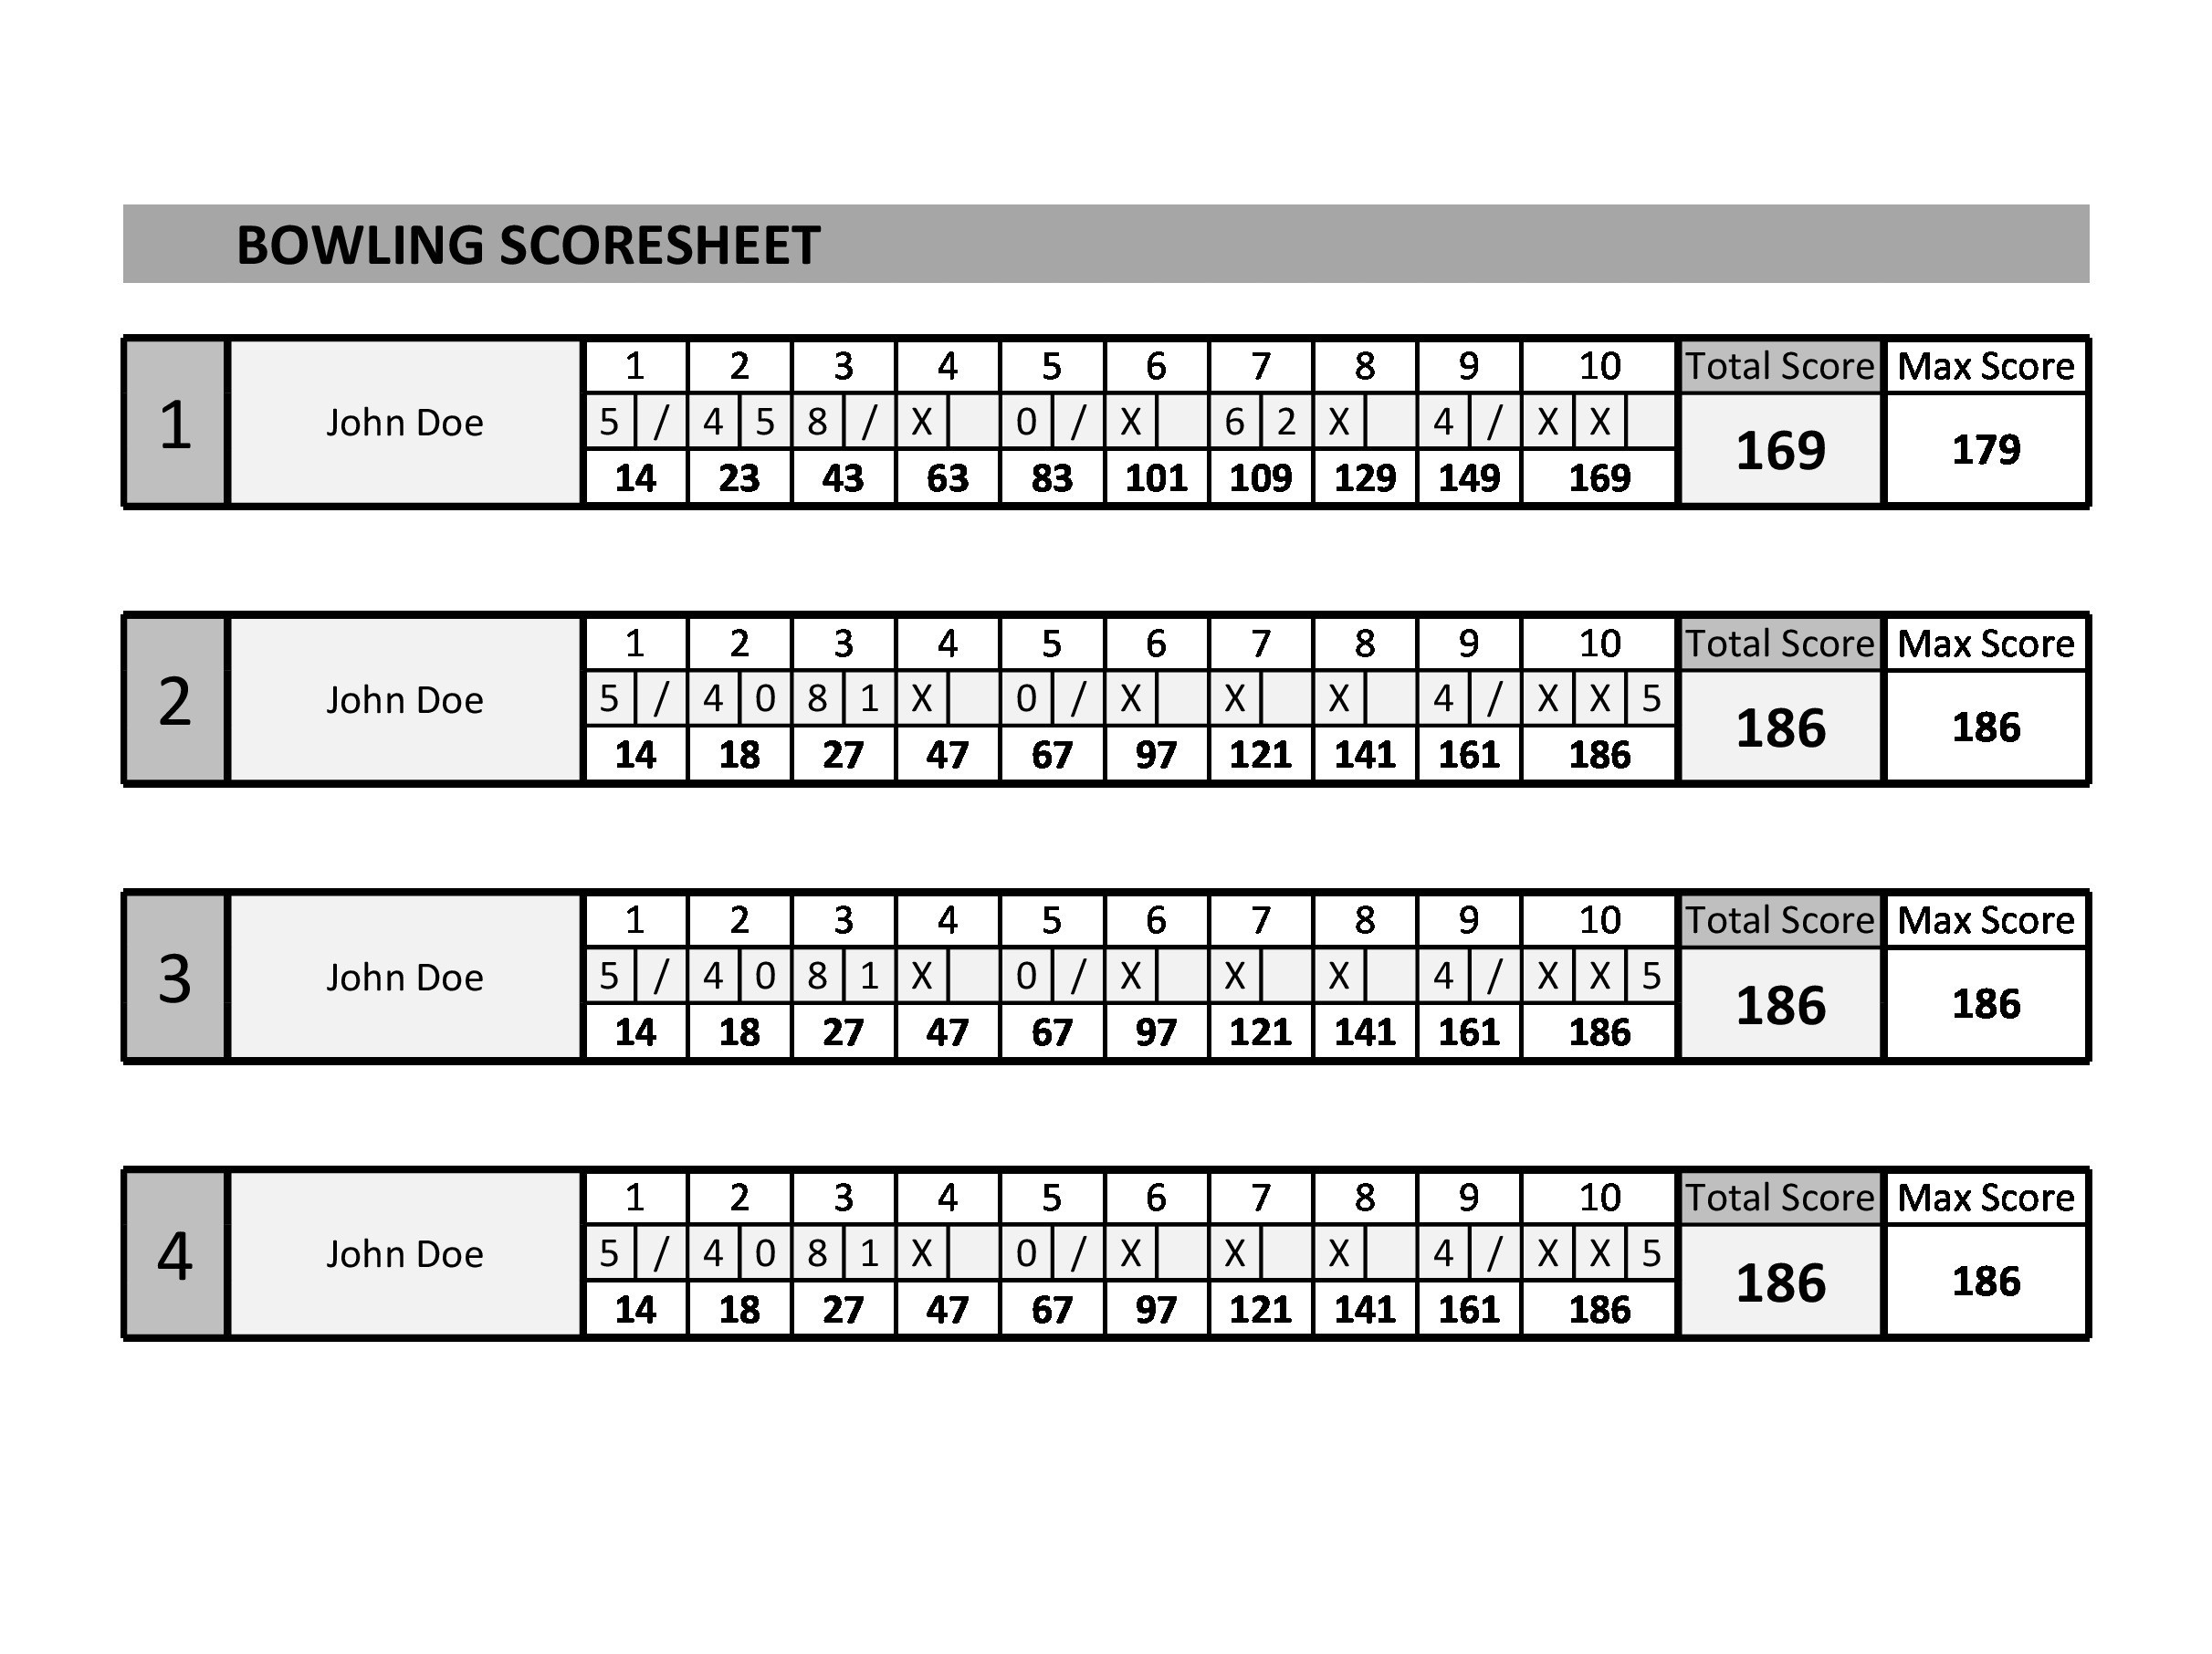 BOWLING SCORESHEET
1 2 3 4 5 6 7 8 9 10 Total Score Max Score
1 John Doe 5 / 4 5 8 / X 0 / X 6 2 X 4 / X X 169 179
14 23 43 63 83 101 109 129 149 169
1 2 3 4 5 6 7 8 9 10 Total Score Max Score
2 John Doe 5 / 4 0 8 1 X 0 / X X X 4 / X X 5 186 186
14 18 27 47 67 97 121 141 161 186
1 2 3 4 5 6 7 8 9 10 Total Score Max Score
3 John Doe 5 / 4 0 8 1 X 0 / X X X 4 / X X 5 186 186
14 18 27 47 67 97 121 141 161 186
1 2 3 4 5 6 7 8 9 10 Total Score Max Score
4 John Doe 5 / 4 0 8 1 X 0 / X X X 4 / X X 5 186 186
14 18 27 47 67 97 121 141 161 186